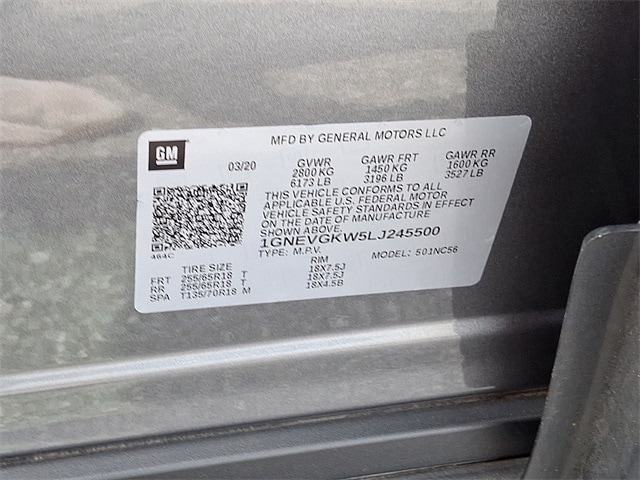 GM
MFD BY GENERAL MOTORS LLC
03/20 GVWR GAWR FRT GAWR RR
2800 KG 1450 KG 1600 KG
6173 LB 3196 LB 3527 LB
THIS VEHICLE CONFORMS TO ALL
APPLICABLE U.S. FEDERAL MOTOR
VEHICLE SAFETY STANDARDS IN EFFECT
ON THE DATE OF MANUFACTURE
SHOWN ABOVE.
1GNEVGKW5LJ245500
464C
TYPE: M.P.V. MODEL: 501NC56
TIRE SIZE RIM
FRT 255/65R18 T 18X7.5J
RR 255/65R18 T 18X7.5J
SPA T135/70R18 M 18X4.5B